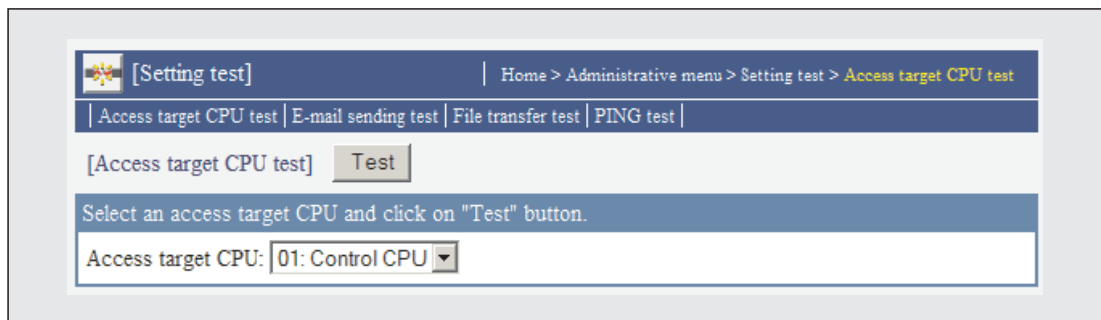 [Setting test] | Home > Administrative menu > Setting test > Access target CPU test
| Access target CPU test | E-mail sending test | File transfer test | PING test |
[Access target CPU test] Test
Select an access target CPU and click on "Test" button.
Access target CPU: 01: Control CPU